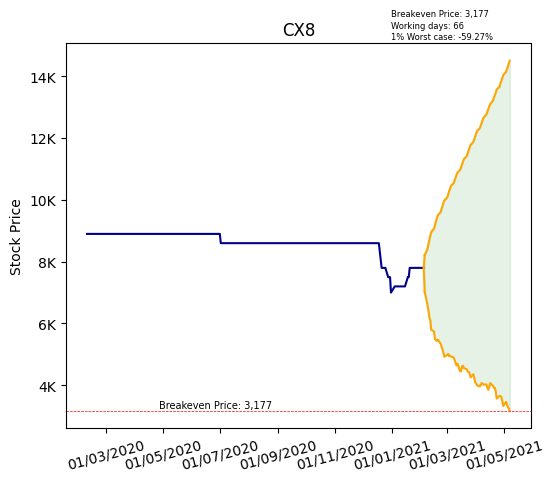 Breakeven Price: 3,177
Working days: 66
1% Worst case: -59.27%
CX8
Stock Price
14K
12K
10K
8K
6K
4K
Breakeven Price: 3,177
01/03/2020
01/05/2020
01/07/2020
01/09/2020
01/11/2020
01/01/2021
01/03/2021
01/05/2021